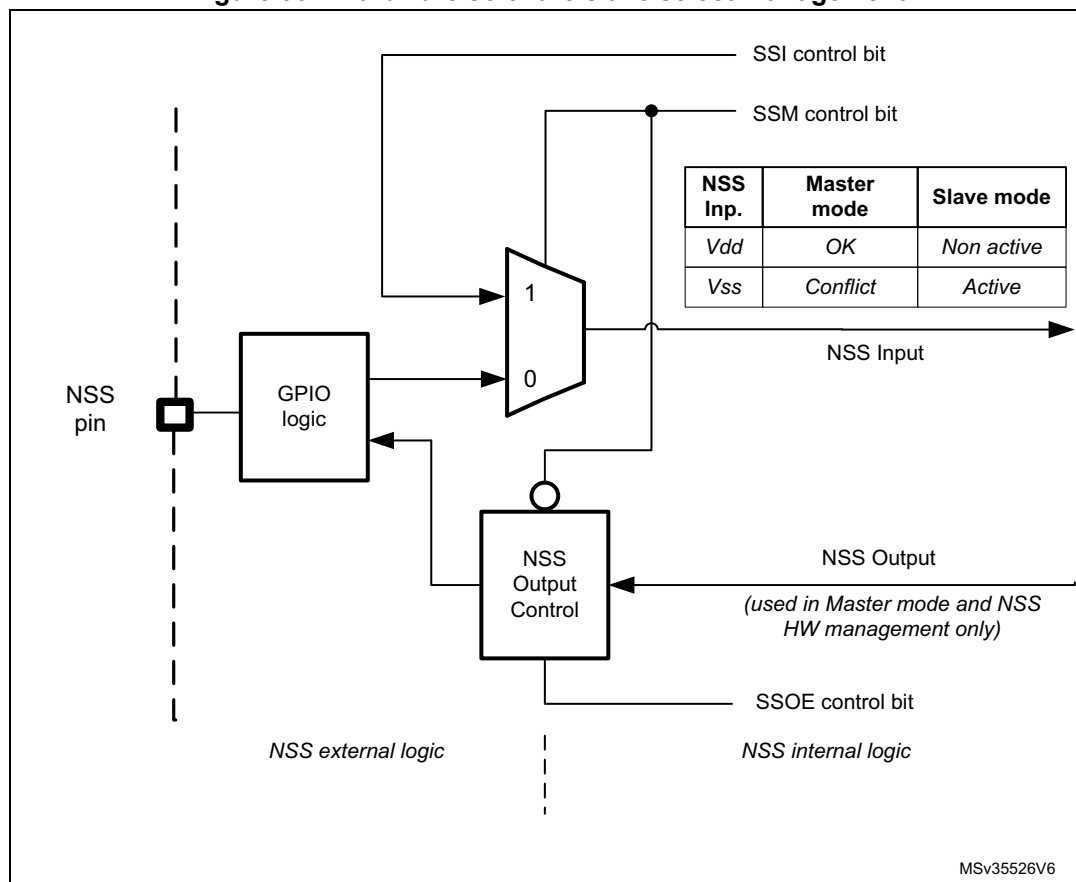 SSI control bit
SSM control bit
NSS Inp.
Master mode
Slave mode
Vdd
OK
Non active
Vss
Conflict
Active
1
0
NSS Input
NSS
pin
GPIO
logic
NSS
Output
Control
NSS Output
(used in Master mode and NSS
HW management only)
SSOE control bit
NSS external logic
NSS internal logic
MSv35526V6